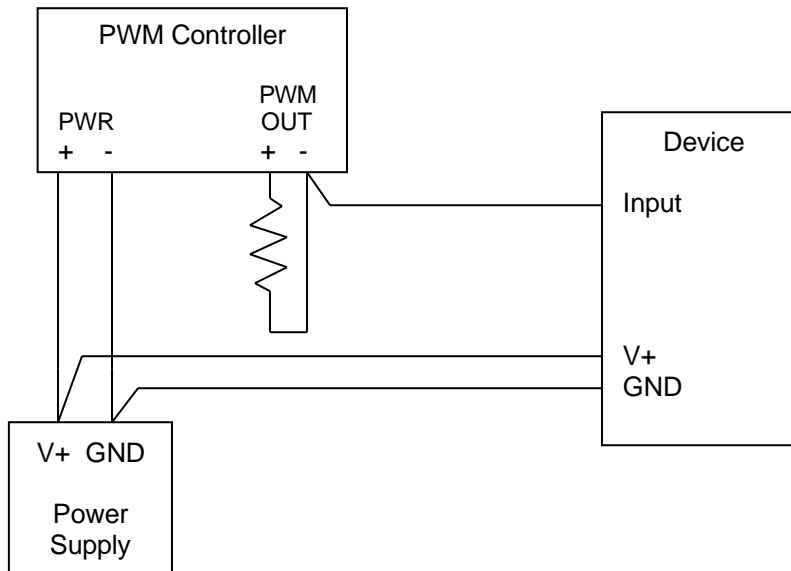 PWM Controller
PWR
+ -
PWM
OUT
+ -
Device
Input
V+
GND
V+ GND
Power
Supply